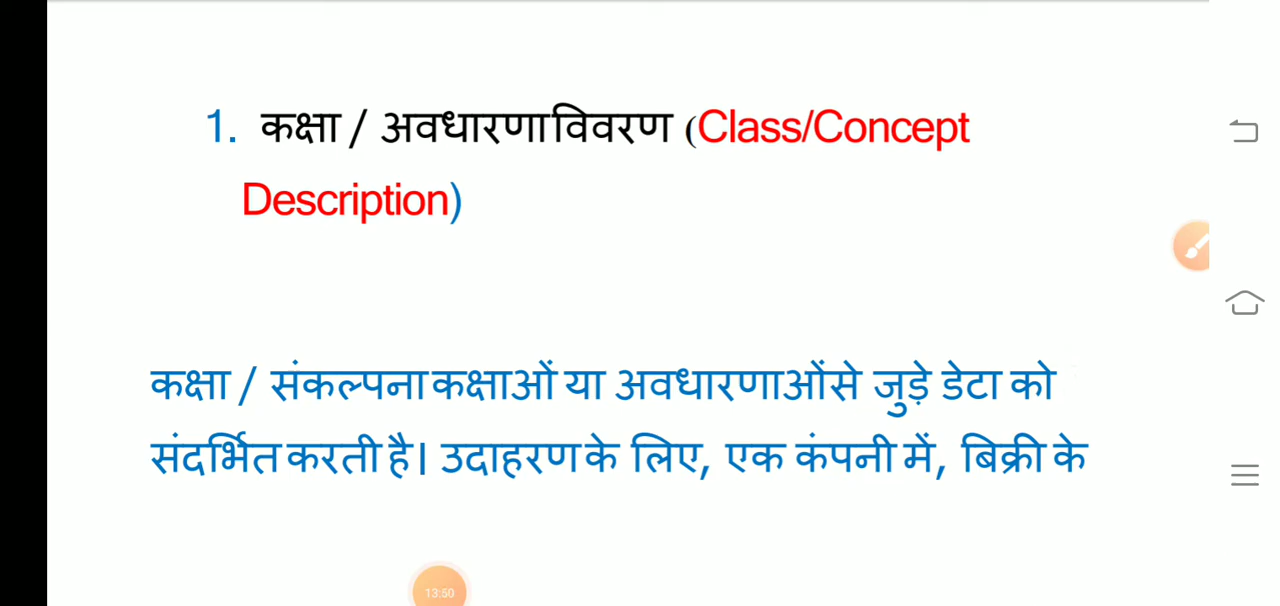 1. कक्षा / अवधारणाविवरण (Class/Concept
Description)
कक्षा / संकल्पनाकक्षाओं या अवधारणाओंसे जुड़े डेटा को
संदर्भित करती है। उदाहरण के लिए, एक कंपनी में, बिक्री के
13:50